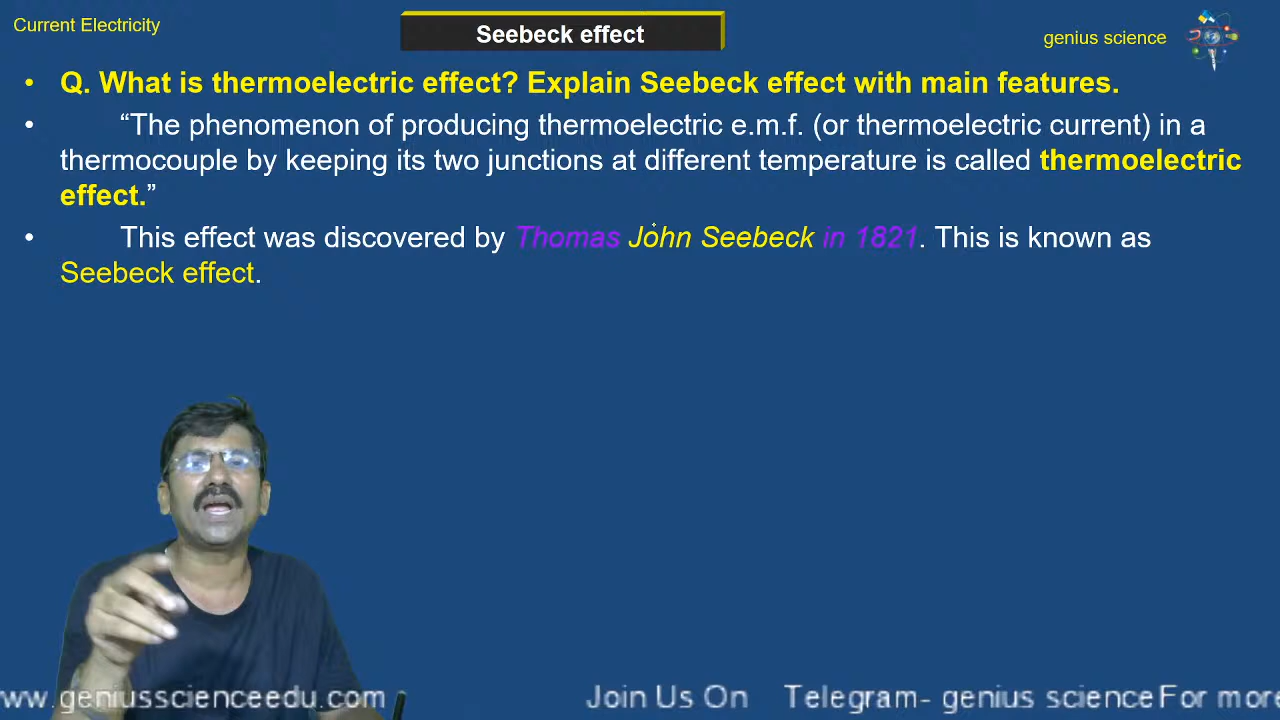 Current Electricity
Seebeck effect
genius science
• Q. What is thermoelectric effect? Explain Seebeck effect with main features.
• “The phenomenon of producing thermoelectric e.m.f. (or thermoelectric current) in a
thermocouple by keeping its two junctions at different temperature is called thermoelectric
effect.”
• This effect was discovered by Thomas John Seebeck in 1821. This is known as
Seebeck effect.
www.geniusscienceedu.com Join Us On Telegram- genius science For more